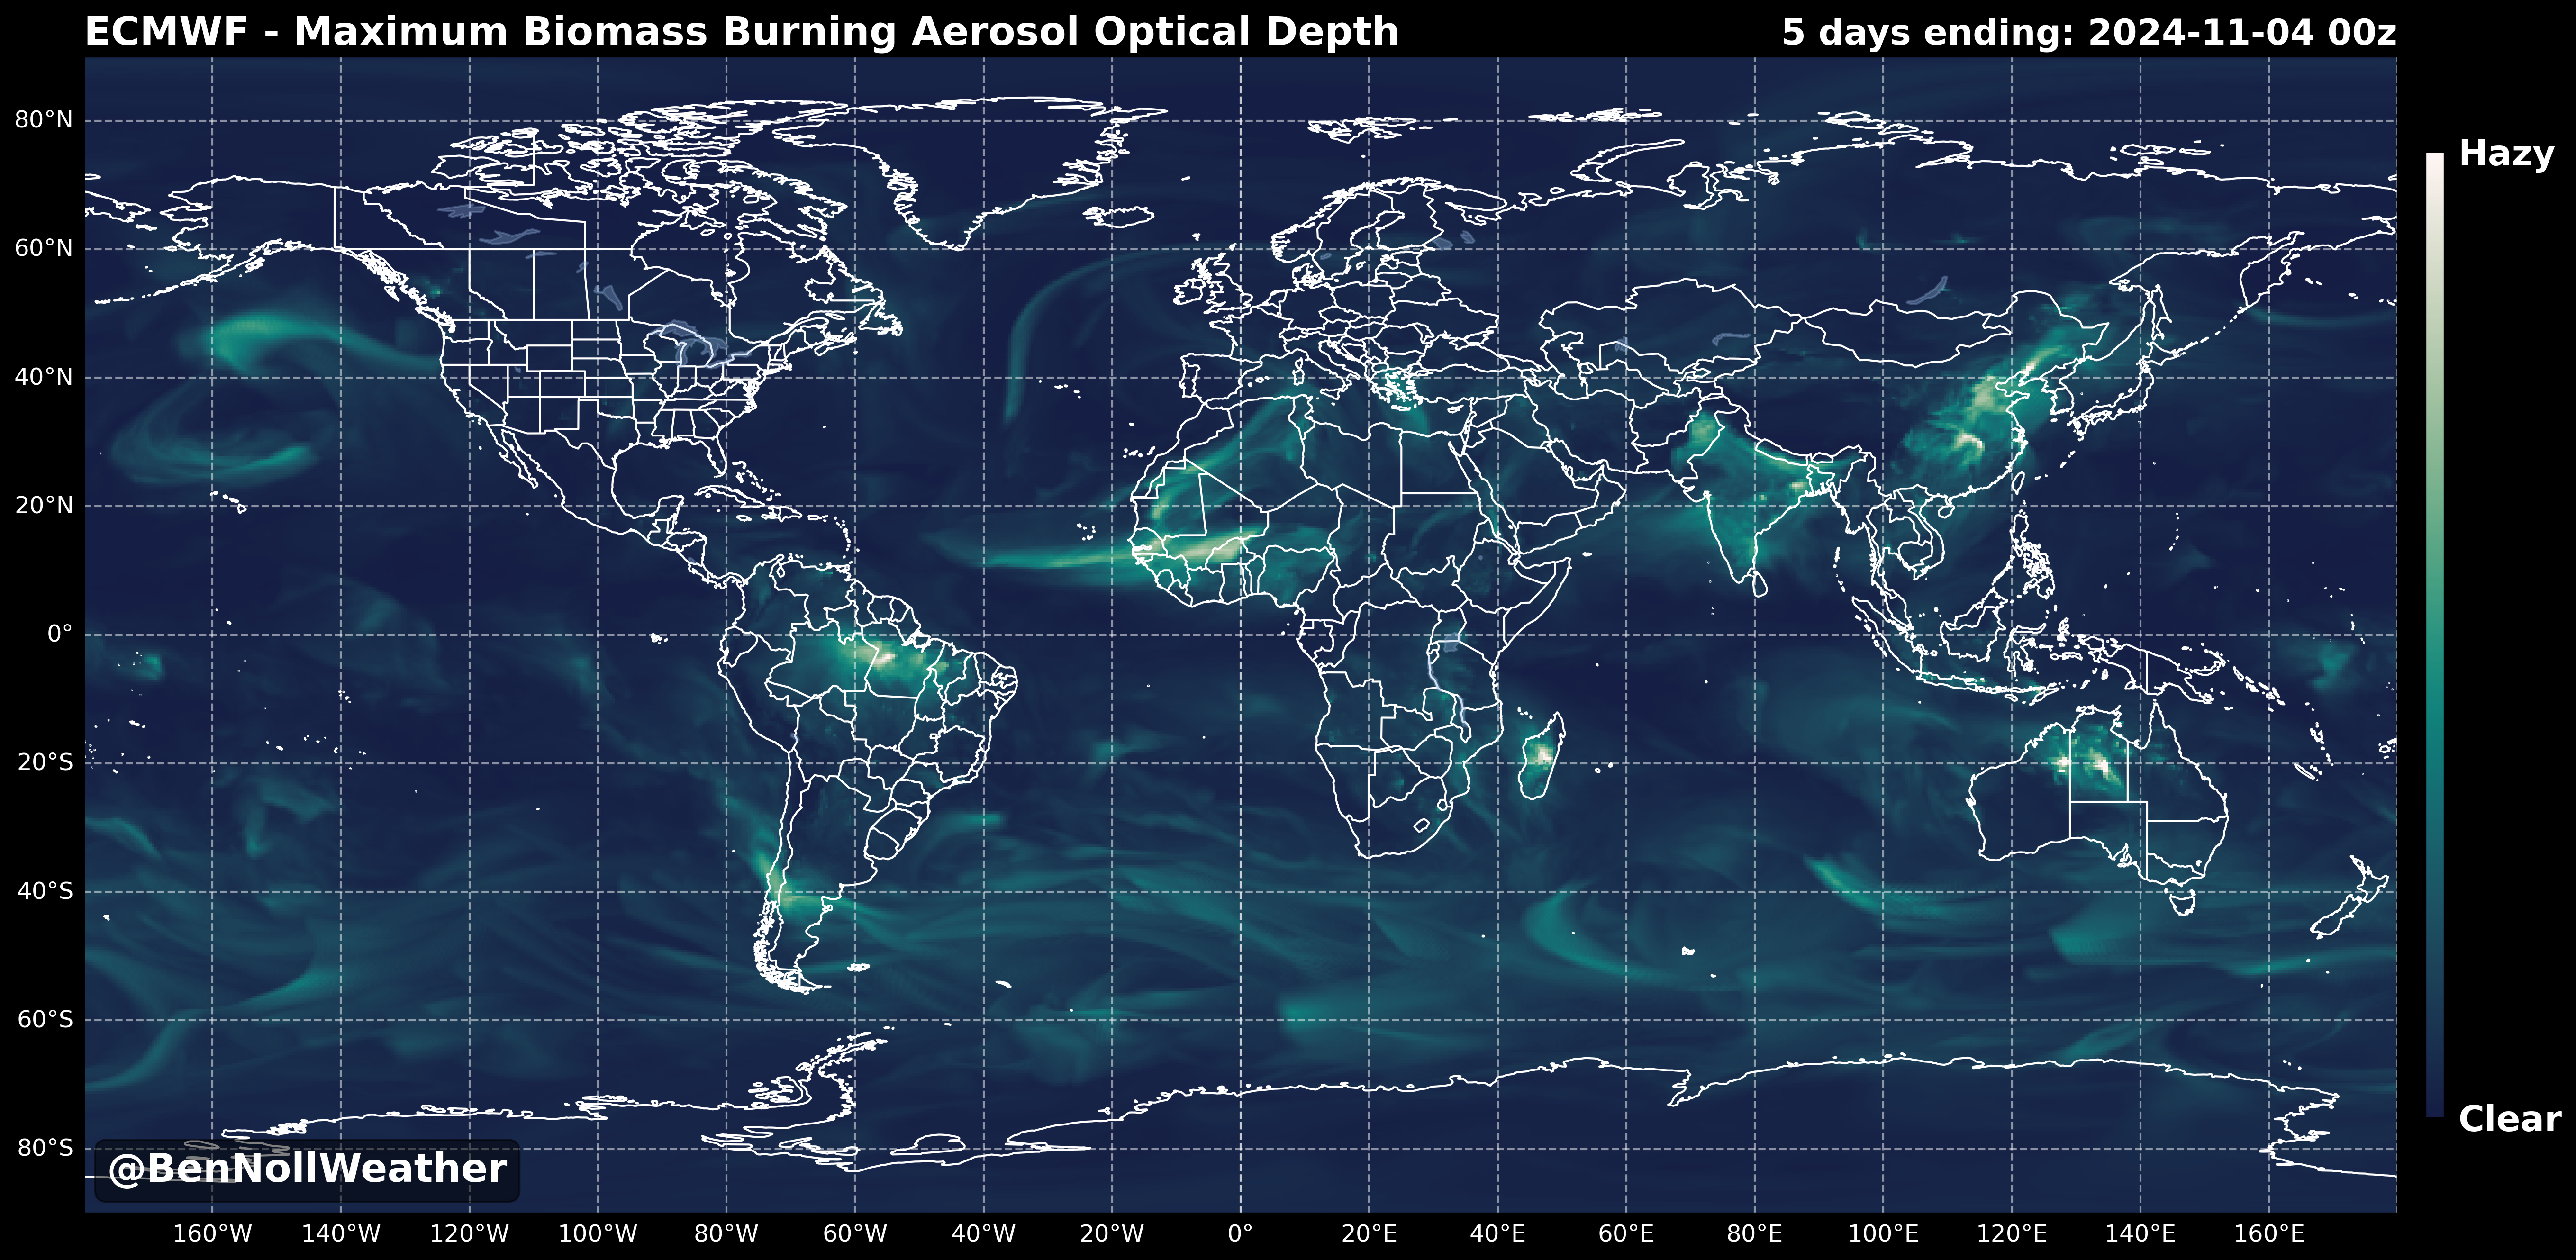 ECMWF - Maximum Biomass Burning Aerosol Optical Depth
5 days ending: 2024-11-04 00z
Hazy
Clear
80°N
60°N
40°N
20°N
0°
20°S
40°S
60°S
80°S
@BenNollWeather
160°W 140°W 120°W 100°W 80°W 60°W 40°W 20°W 0° 20°E 40°E 60°E 80°E 100°E 120°E 140°E 160°E